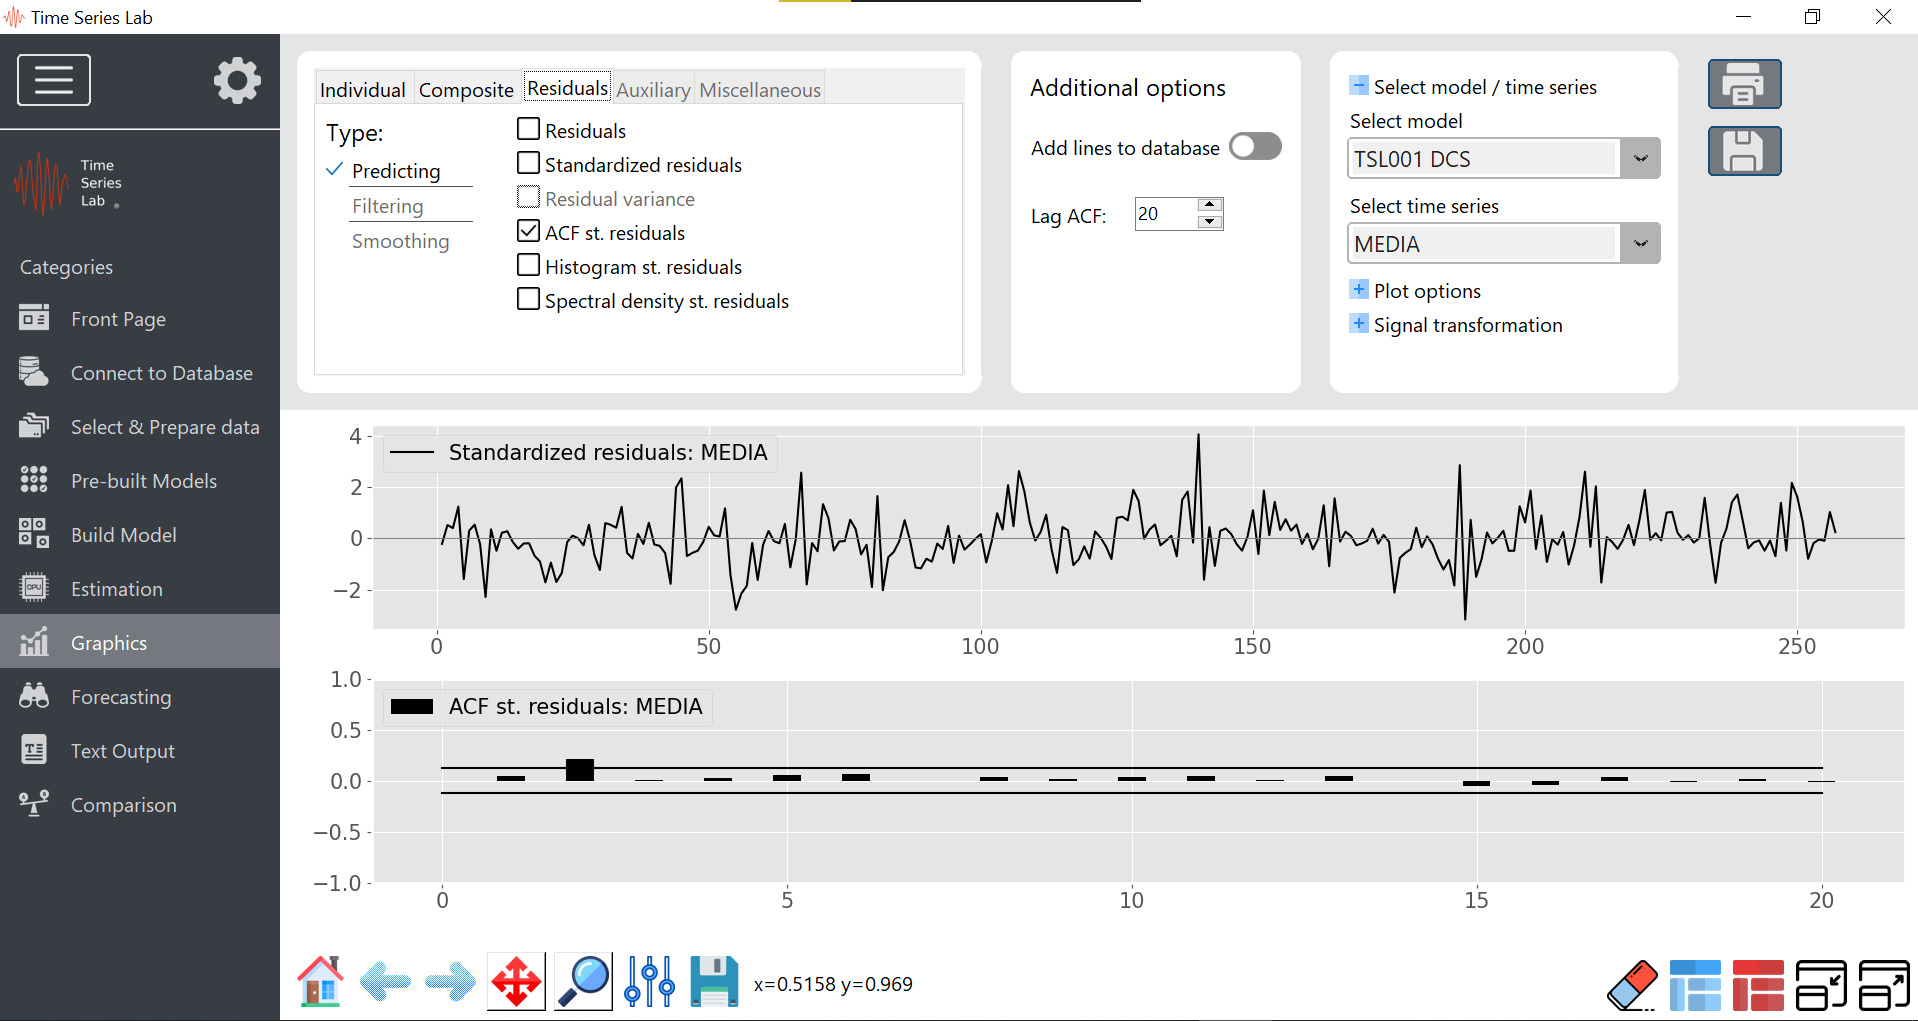 Time Series Lab
Time
Series
Lab ®
Categories
Front Page
Connect to Database
Select & Prepare data
Pre-built Models
Build Model
CPU
Estimation
Graphics
Forecasting
Text Output
Comparison
Individual Composite Residuals Auxiliary Miscellaneous
Type:
Predicting
Filtering
Smoothing
Residuals
Standardized residuals
Residual variance
ACF st. residuals
Histogram st. residuals
Spectral density st. residuals
Additional options
Add lines to database
Lag ACF: 20
Select model / time series
Select model
TSL001 DCS
Select time series
MEDIA
Plot options
Signal transformation
Standardized residuals: MEDIA
4
2
0
−2
0 50 100 150 200 250
ACF st. residuals: MEDIA
1.0
0.5
0.0
−0.5
−1.0
0 5 10 15 20
x=0.5158 y=0.969